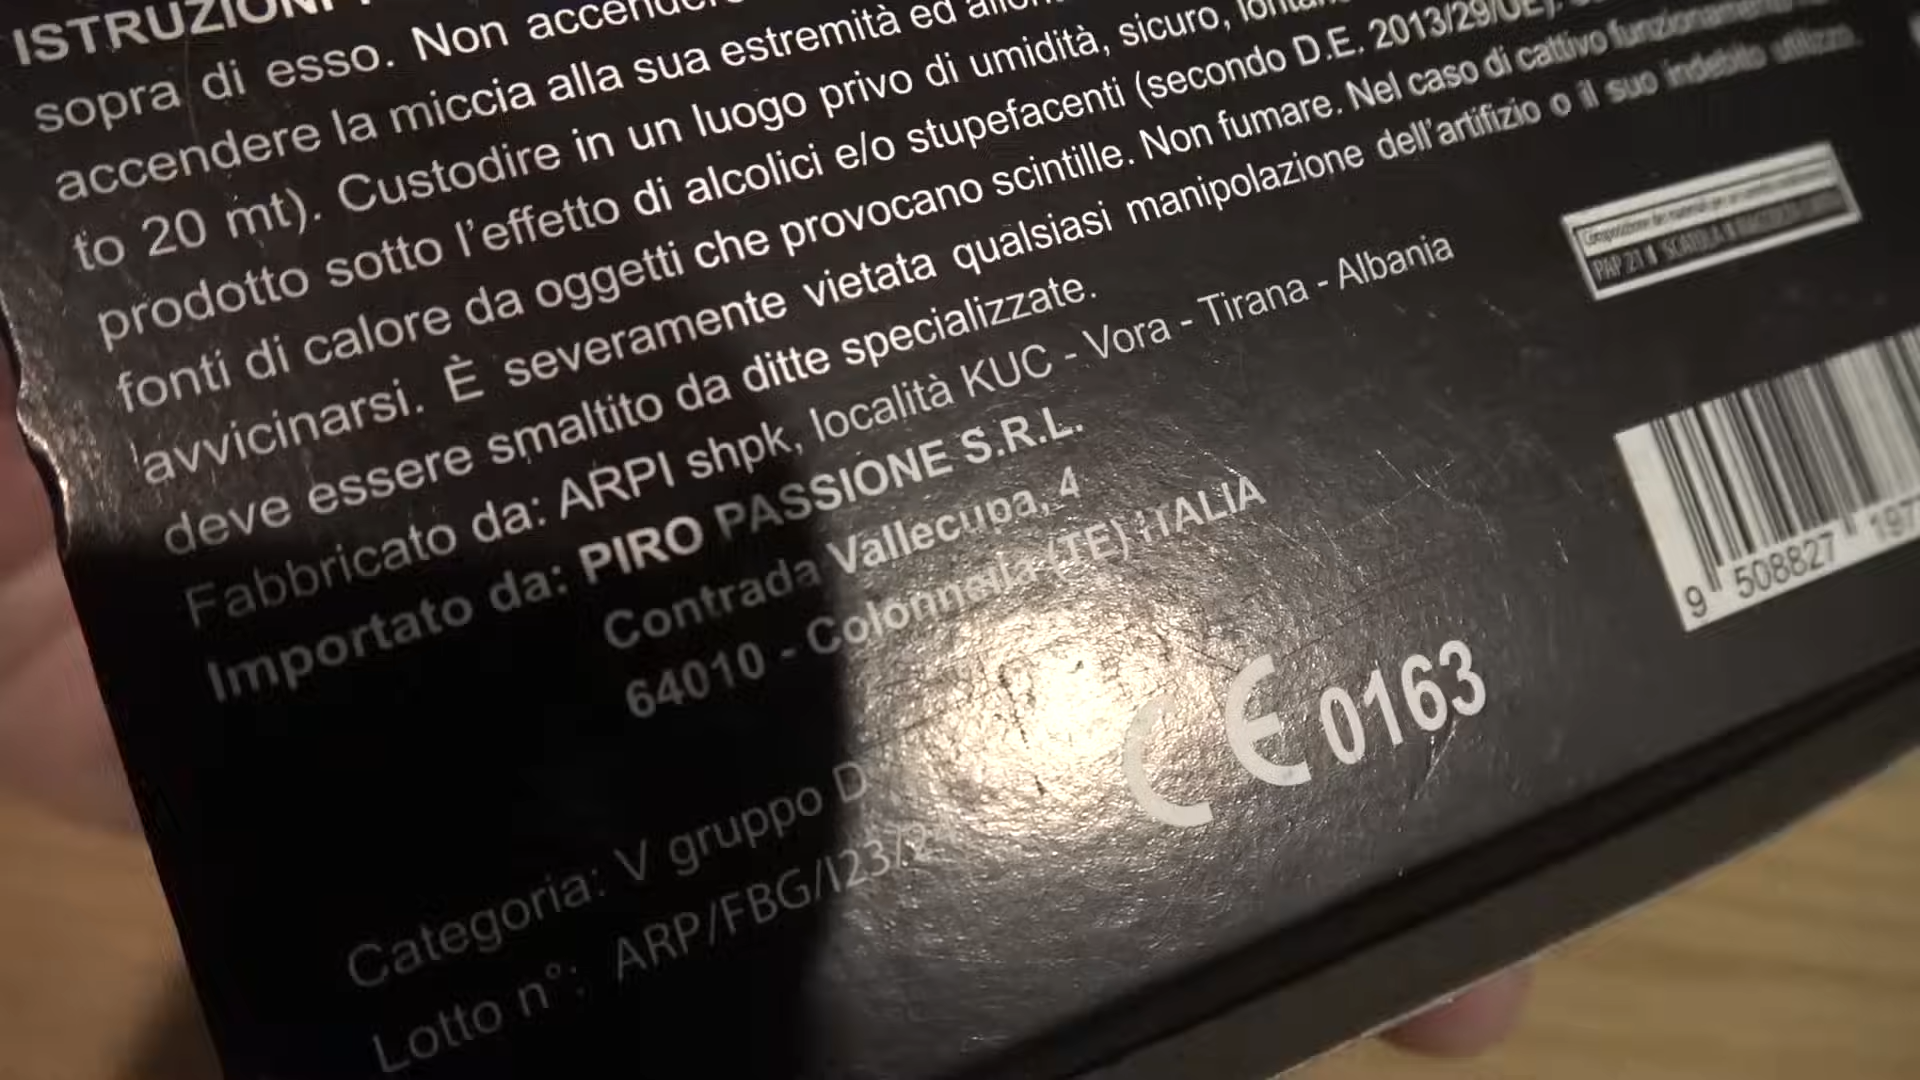 ISTRUZIONI
sopra di esso. Non accendere
accendere la miccia alla sua estremità ed
to 20 mt). Custodire in un luogo privo di umidità, sicuro,
prodotto sotto l'effetto di alcolici e/o stupefacenti (secondo D.E. 2013/29/UE).
fonti di calore da oggetti che provocano scintille. Non fumare. Nel caso di cattivo funzionamento
avvicinarsi. È severamente vietata qualsiasi manipolazione dell'artifizio o il suo indebito utilizzo.
deve essere smaltito da ditte specializzate.
Fabbricato da: ARPI shpk, località KUC - Vora - Tirana - Albania
Importato da: PIRO PASSIONE S.R.L.
Contrada Vallecupa, 4
64010 - Colonnella (TE) ITALIA
PAP 21
9 508827 197
CE 0163
Categoria: V gruppo D
Lotto n°: ARP/FBG/I23/24